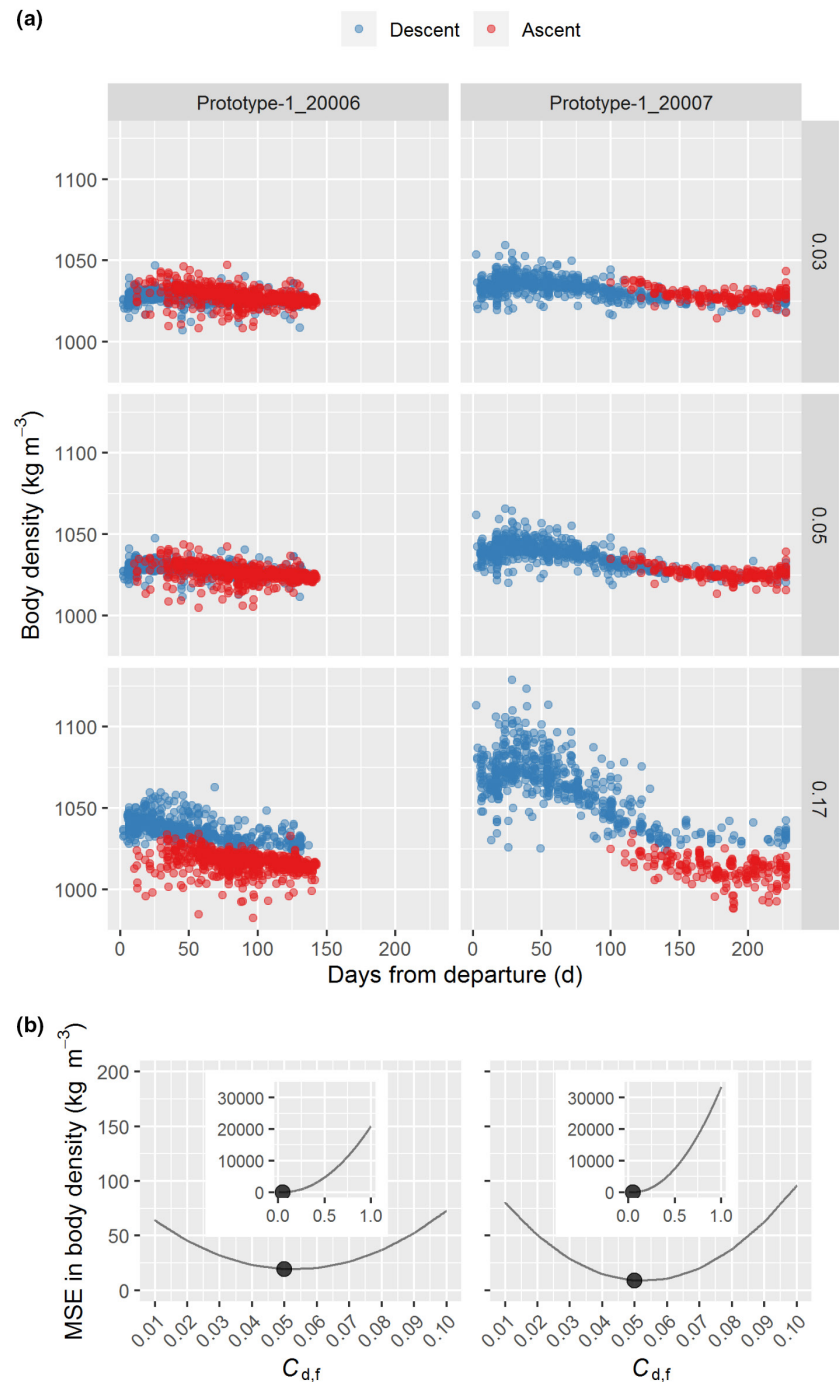 (a)
Descent Ascent
Prototype-1_20006 Prototype-1_20007
1100
1050
1000
0.03
1100
1050
1000
0.05
1100
1050
1000
0.17
Body density (kg m⁻³)
0 50 100 150 200 0 50 100 150 200
Days from departure (d)
(b)
MSE in body density (kg m⁻³)
200
150
100
50
0
30000
20000
10000
0
0.0 0.5 1.0
30000
20000
10000
0
0.0 0.5 1.0
0.01 0.02 0.03 0.04 0.05 0.06 0.07 0.08 0.09 0.10 0.01 0.02 0.03 0.04 0.05 0.06 0.07 0.08 0.09 0.10
C_d,f C_d,f